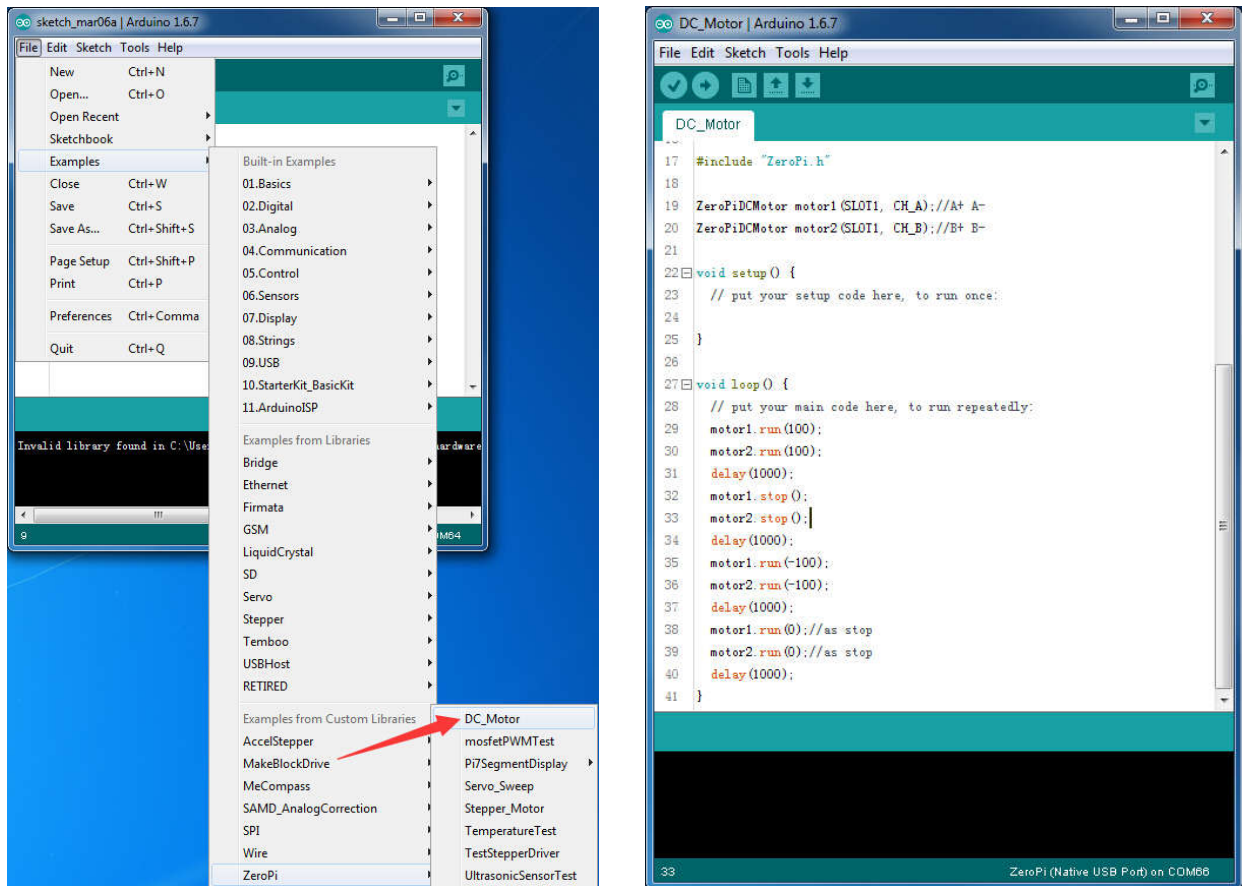 sketch_mar06a | Arduino 1.6.7
File Edit Sketch Tools Help
New Ctrl+N
Open... Ctrl+O
Open Recent
Sketchbook
Examples
Close Ctrl+W
Save Ctrl+S
Save As... Ctrl+Shift+S
Page Setup Ctrl+Shift+P
Print Ctrl+P
Preferences Ctrl+Comma
Quit Ctrl+Q
Built-in Examples
01.Basics
02.Digital
03.Analog
04.Communication
05.Control
06.Sensors
07.Display
08.Strings
09.USB
10.StarterKit_BasicKit
11.ArduinoISP
Examples from Libraries
Bridge
Ethernet
Firmata
GSM
LiquidCrystal
SD
Servo
Stepper
Temboo
USBHost
RETIRED
Examples from Custom Libraries
AccelStepper
MakeBlockDrive
MeCompass
SAMD_AnalogCorrection
SPI
Wire
ZeroPi
DC_Motor
mosfetPWMTest
Pi7SegmentDisplay
Servo_Sweep
Stepper_Motor
TemperatureTest
TestStepperDriver
UltrasonicSensorTest
Invalid library found in C:\Use
9
DC_Motor | Arduino 1.6.7
File Edit Sketch Tools Help
DC_Motor
17 #include "ZeroPi.h"
18
19 ZeroPiDCMotor motor1(SLOT1, CH_A);//A+ A-
20 ZeroPiDCMotor motor2(SLOT1, CH_B);//B+ B-
21
22 void setup() {
23 // put your setup code here, to run once:
24
25 }
26
27 void loop() {
28 // put your main code here, to run repeatedly:
29 motor1.run(100);
30 motor2.run(100);
31 delay(1000);
32 motor1.stop();
33 motor2.stop();
34 delay(1000);
35 motor1.run(-100);
36 motor2.run(-100);
37 delay(1000);
38 motor1.run(0);//as stop
39 motor2.run(0);//as stop
40 delay(1000);
41 }
33 ZeroPi (Native USB Port) on COM66